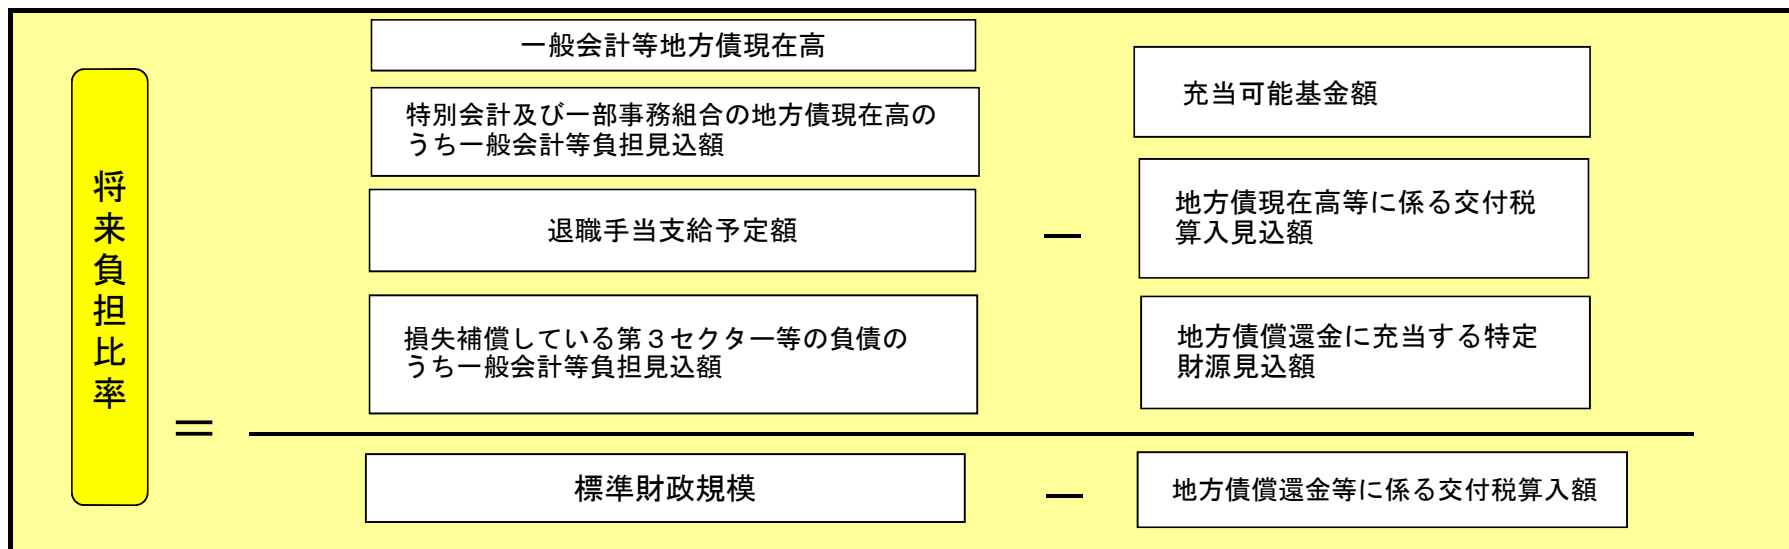 将来負担比率
＝
一般会計等地方債現在高
特別会計及び一部事務組合の地方債現在高の
うち一般会計等負担見込額
退職手当支給予定額
損失補償している第３セクター等の負債の
うち一般会計等負担見込額
－
充当可能基金額
地方債現在高等に係る交付税
算入見込額
地方債償還金に充当する特定
財源見込額
標準財政規模
－
地方債償還金等に係る交付税算入額